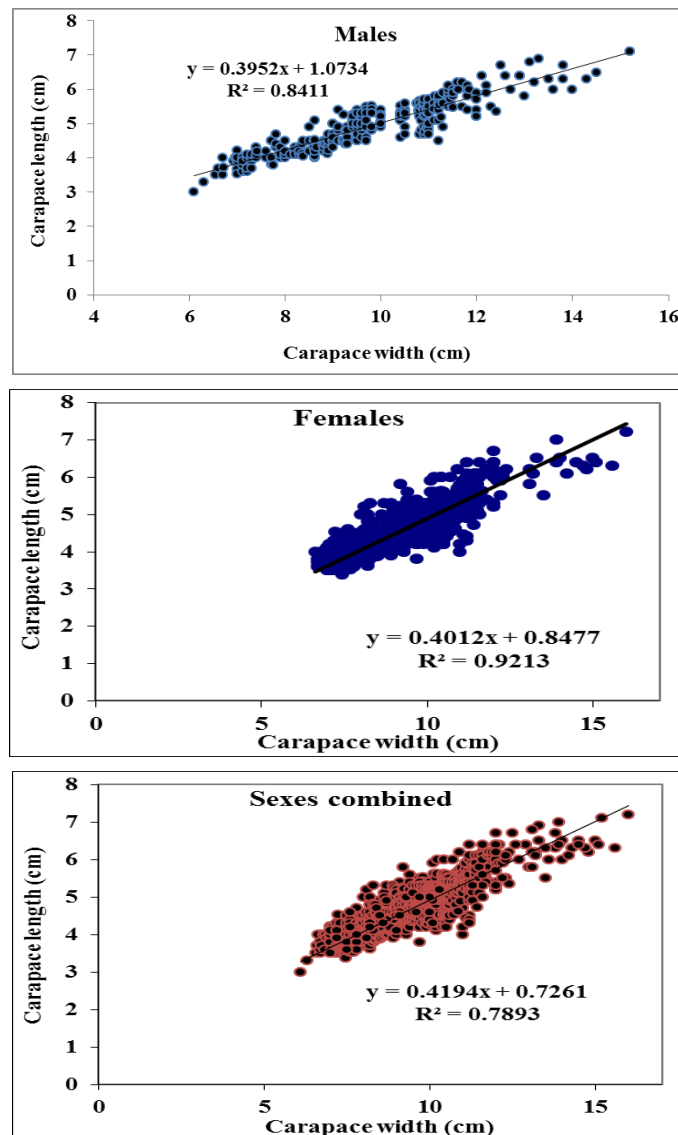 Males
y = 0.3952x + 1.0734
R² = 0.8411
Carapace length (cm)
8
7
6
5
4
3
2
1
0
4 6 8 10 12 14 16
Carapace width (cm)
Females
Carapace length (cm)
8
7
6
5
4
3
2
1
0
y = 0.4012x + 0.8477
R² = 0.9213
0 5 10 15
Carapace width (cm)
Sexes combined
Carapace length (cm)
8
7
6
5
4
3
2
1
0
y = 0.4194x + 0.7261
R² = 0.7893
0 5 10 15
Carapace width (cm)